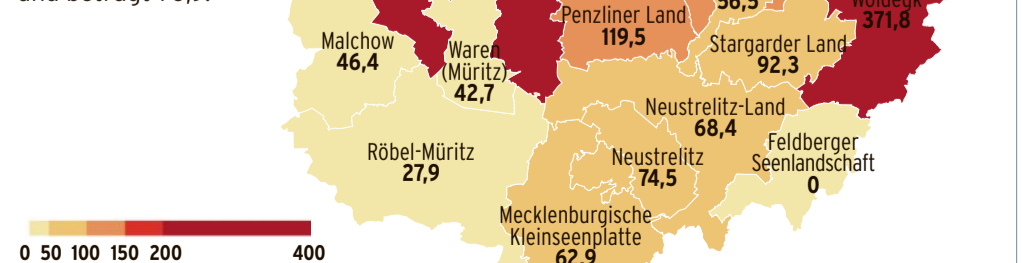 Penzliner Land
119,5
56,5
Woldegk
371,8
Malchow
46,4
Waren
(Müritz)
42,7
Stargarder Land
92,3
Neustrelitz-Land
68,4
Feldberger
Seenlandschaft
0
Röbel-Müritz
27,9
Neustrelitz
74,5
Mecklenburgische
Kleinseenplatte
62,9
0 50 100 150 200 400